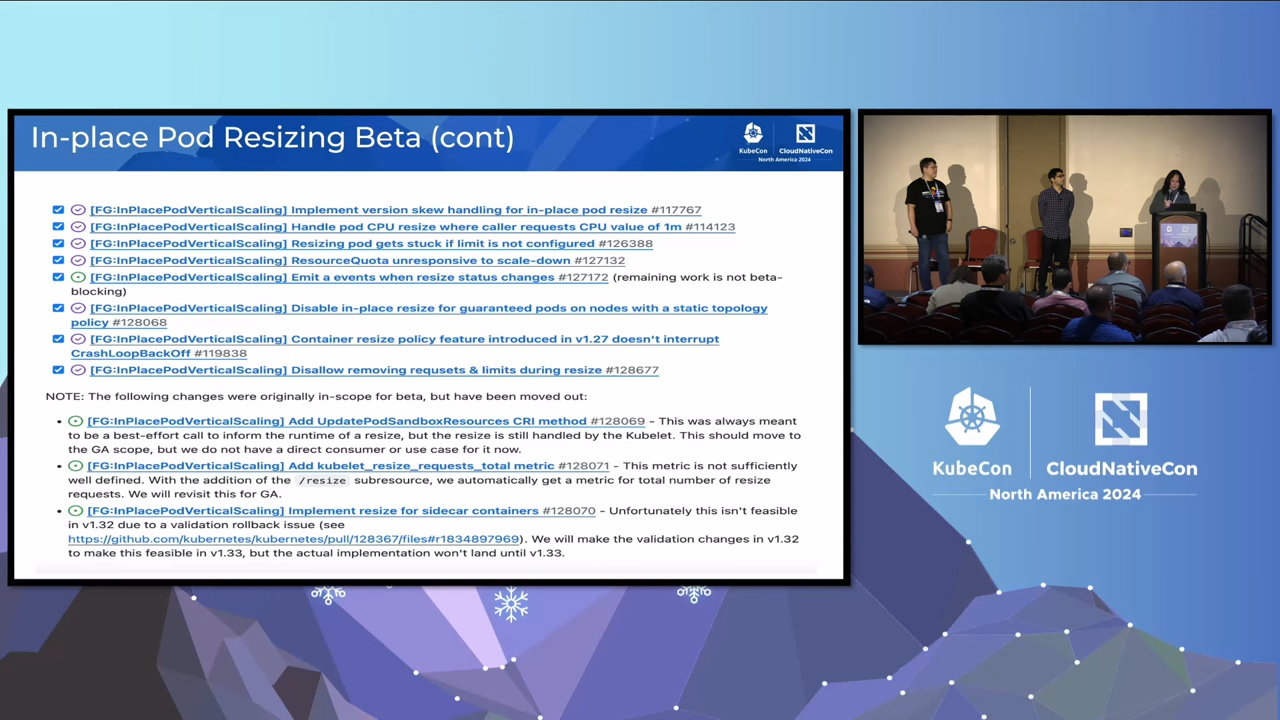 In-place Pod Resizing Beta (cont)
KubeCon
CloudNativeCon
North America 2024
[FG:InPlacePodVerticalScaling] Implement version skew handling for in-place pod resize #117767
[FG:InPlacePodVerticalScaling] Handle pod CPU resize where caller requests CPU value of 1m #114123
[FG:InPlacePodVerticalScaling] Resizing pod gets stuck if limit is not configured #126388
[FG:InPlacePodVerticalScaling] ResourceQuota unresponsive to scale-down #127132
[FG:InPlacePodVerticalScaling] Emit a events when resize status changes #127172 (remaining work is not beta-
blocking)
[FG:InPlacePodVerticalScaling] Disable in-place resize for guaranteed pods on nodes with a static topology
policy #128068
[FG:InPlacePodVerticalScaling] Container resize policy feature introduced in v1.27 doesn't interrupt
CrashLoopBackOff #119838
[FG:InPlacePodVerticalScaling] Disallow removing requsets & limits during resize #128677
NOTE: The following changes were originally in-scope for beta, but have been moved out:
• [FG:InPlacePodVerticalScaling] Add UpdatePodSandboxResources CRI method #128069 - This was always meant
to be a best-effort call to inform the runtime of a resize, but the resize is still handled by the Kubelet. This should move to
the GA scope, but we do not have a direct consumer or use case for it now.
• [FG:InPlacePodVerticalScaling] Add kubelet_resize_requests_total metric #128071 - This metric is not sufficiently
well defined. With the addition of the /resize subresource, we automatically get a metric for total number of resize
requests. We will revisit this for GA.
• [FG:InPlacePodVerticalScaling] Implement resize for sidecar containers #128070 - Unfortunately this isn't feasible
in v1.32 due to a validation rollback issue (see
https://github.com/kubernetes/kubernetes/pull/128367/files#r1834897969). We will make the validation changes in v1.32
to make this feasible in v1.33, but the actual implementation won't land until v1.33.
KubeCon
CloudNativeCon
North America 2024